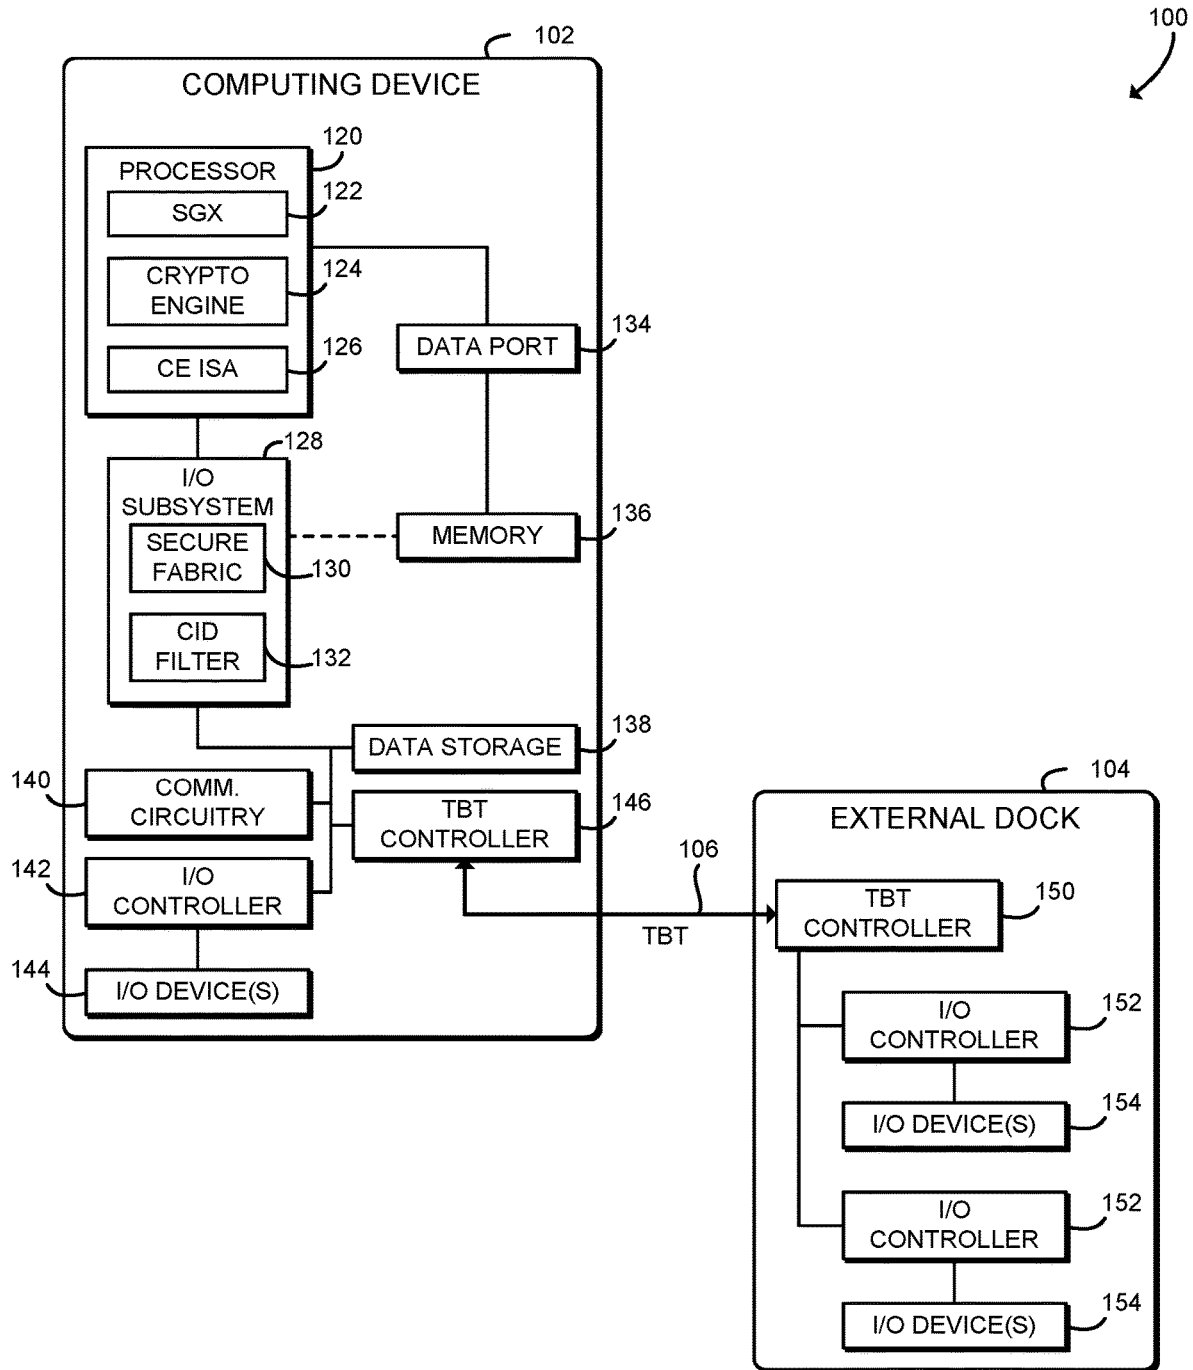 100
102
COMPUTING DEVICE
120
PROCESSOR
122
SGX
124
CRYPTO
ENGINE
126
CE ISA
134
DATA PORT
128
I/O
SUBSYSTEM
SECURE
FABRIC
130
CID
FILTER
132
136
MEMORY
138
DATA STORAGE
140
COMM.
CIRCUITRY
146
TBT
CONTROLLER
142
I/O
CONTROLLER
144
I/O DEVICE(S)
106
TBT
104
EXTERNAL DOCK
TBT
CONTROLLER
150
I/O
CONTROLLER
152
I/O DEVICE(S)
154
I/O
CONTROLLER
152
I/O DEVICE(S)
154